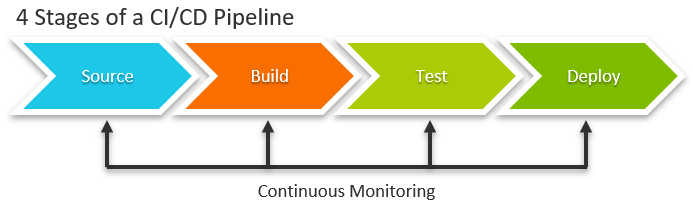 4 Stages of a CI/CD Pipeline
Source Build Test Deploy
Continuous Monitoring